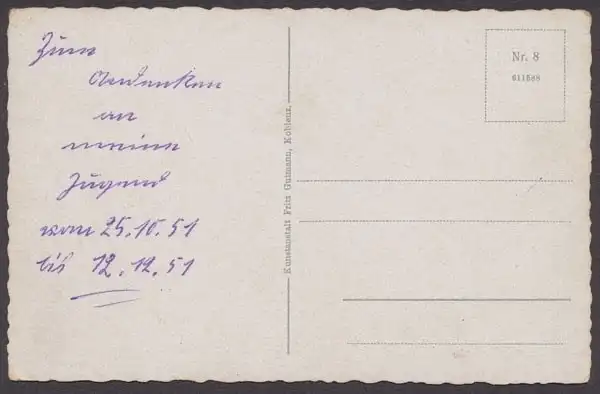 Zum
Andenken
an
meine
Jugend
vom 25.10.51
bis 12.12.51
Kunstanstalt Fritz Gutmann, Koblenz.
Nr. 8
611588